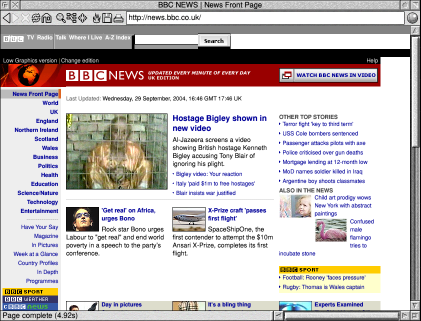 BBC NEWS | News Front Page
http://news.bbc.co.uk/
BBC TV Radio Talk Where I Live A-Z Index Search
Low Graphics version | Change edition Help
BBC NEWS UPDATED EVERY MINUTE OF EVERY DAY
UK EDITION
WATCH BBC NEWS IN VIDEO
News Front Page
World
UK
England
Northern Ireland
Scotland
Wales
Business
Politics
Health
Education
Science/Nature
Technology
Entertainment
Have Your Say
Magazine
In Pictures
Week at a Glance
Country Profiles
In Depth
Programmes
BBC SPORT
BBC WEATHER
BBC news
Last Updated: Wednesday, 29 September, 2004, 16:46 GMT 17:46 UK
Hostage Bigley shown in
new video
Al-Jazeera screens a video
showing British hostage Kenneth
Bigley accusing Tony Blair of
ignoring his plight.
Bigley video: Your reaction
Italy 'paid $1m to free hostages'
Blair insists war justified
'Get real' on Africa,
urges Bono
Rock star Bono urges
Labour to "get real" and end world
poverty in a speech to the party's
conference.
X-Prize craft 'passes
first flight'
SpaceShipOne, the
first contender to attempt the $10m
Ansari X-Prize, completes its first
flight.
Day in pictures
It's a bling thing
OTHER TOP STORIES
Terror fight 'key to third term'
USS Cole bombers sentenced
Passenger attacks pilots with axe
Police criticised over gun deaths
Mortgage lending at 12-month low
MoD names soldier killed in Iraq
Argentine boy shoots classmates
ALSO IN THE NEWS
Child art prodigy wows
New York with abstract
paintings
Confused
male
flamingo
tries to
incubate stone
BBC SPORT
Football: Rooney 'faces pressure'
Rugby: Thomas is Wales captain
Experts Examined
Page complete (4.92s)